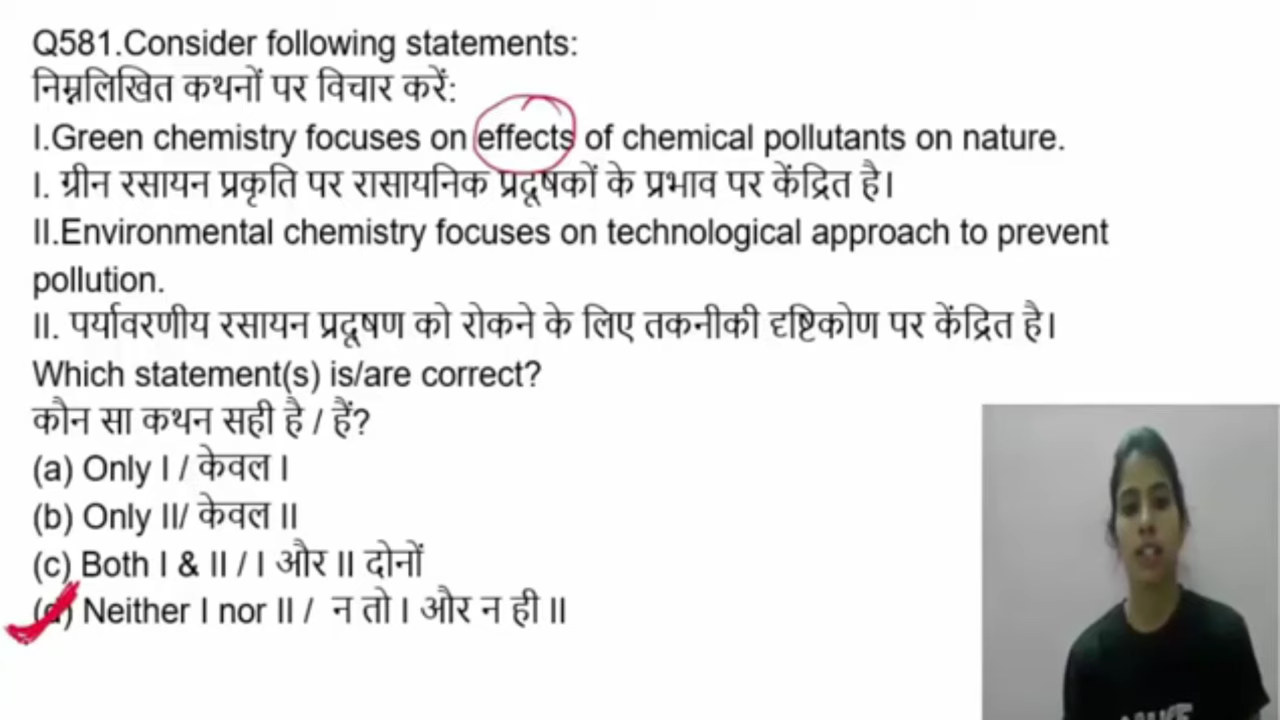 Q581.Consider following statements:
निम्नलिखित कथनों पर विचार करें:
I.Green chemistry focuses on effects of chemical pollutants on nature.
I. ग्रीन रसायन प्रकृति पर रासायनिक प्रदूषकों के प्रभाव पर केंद्रित है।
II.Environmental chemistry focuses on technological approach to prevent
pollution.
II. पर्यावरणीय रसायन प्रदूषण को रोकने के लिए तकनीकी दृष्टिकोण पर केंद्रित है।
Which statement(s) is/are correct?
कौन सा कथन सही है / हैं?
(a) Only I / केवल I
(b) Only II/ केवल II
(c) Both I & II / I और II दोनों
(d) Neither I nor II / न तो I और न ही II